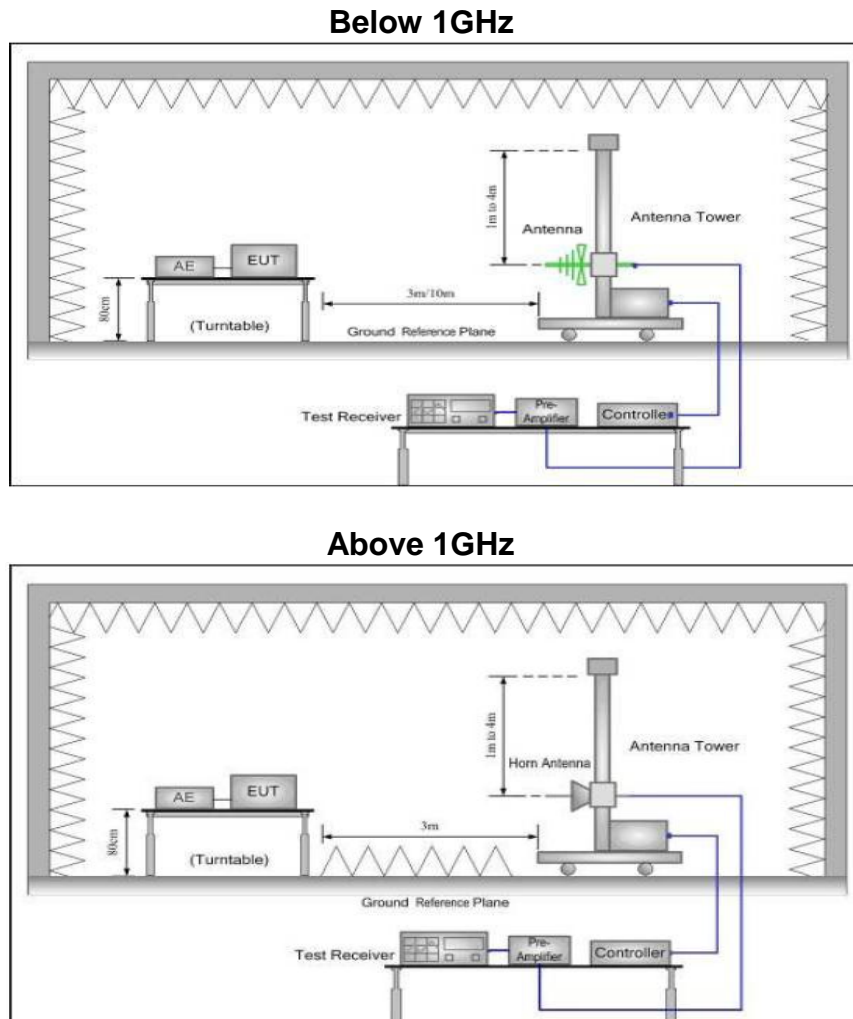 Below 1GHz
1m to 4m
Antenna
Antenna Tower
AE
EUT
80cm
3m/10m
(Turntable)
Ground Reference Plane
Test Receiver
Pre-
Amplifier
Controller
Above 1GHz
1m to 4m
Horn Antenna
Antenna Tower
AE
EUT
80cm
3m
(Turntable)
Ground Reference Plane
Test Receiver
Pre-
Amplifier
Controller